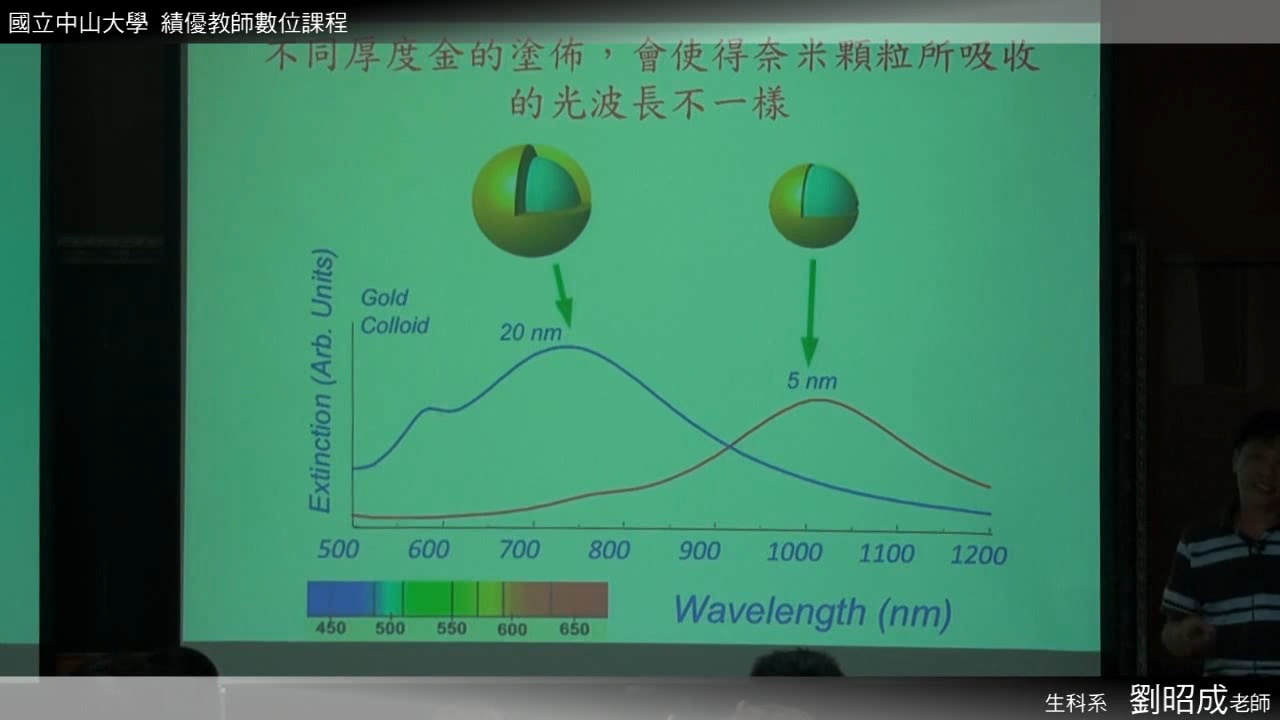 國立中山大學 績優教師數位課程
不同厚度金的塗佈，會使得奈米顆粒所吸收
的光波長不一樣
Gold
Colloid
20 nm
5 nm
Extinction (Arb. Units)
500 600 700 800 900 1000 1100 1200
Wavelength (nm)
450 500 550 600 650
生科系 劉昭成老師